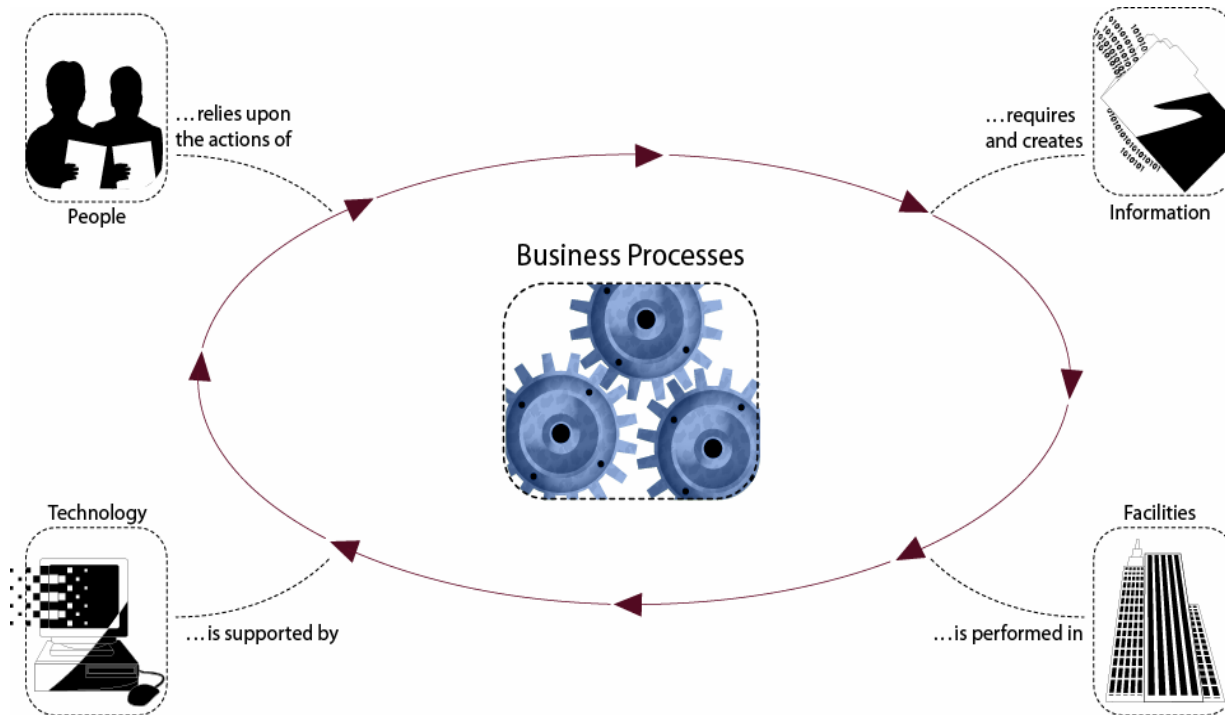 …relies upon
the actions of
People
…requires
and creates
Information
Business Processes
Technology
…is supported by
Facilities
…is performed in